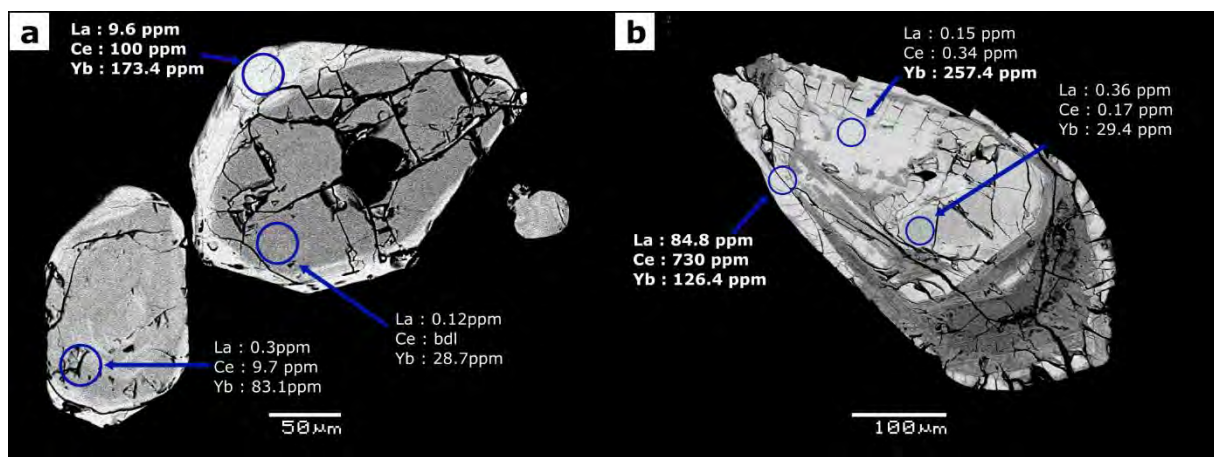 a
La : 9.6 ppm
Ce : 100 ppm
Yb : 173.4 ppm
La : 0.12ppm
Ce : bdl
Yb : 28.7ppm
La : 0.3ppm
Ce : 9.7 ppm
Yb : 83.1ppm
50µm
b
La : 0.15 ppm
Ce : 0.34 ppm
Yb : 257.4 ppm
La : 0.36 ppm
Ce : 0.17 ppm
Yb : 29.4 ppm
La : 84.8 ppm
Ce : 730 ppm
Yb : 126.4 ppm
100µm